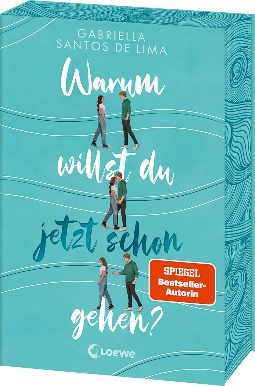 GABRIELLA
SANTOS DE LIMA
Warum
willst du
jetzt schon
gehen?
SPIEGEL
Bestseller-
Autorin
Loewe